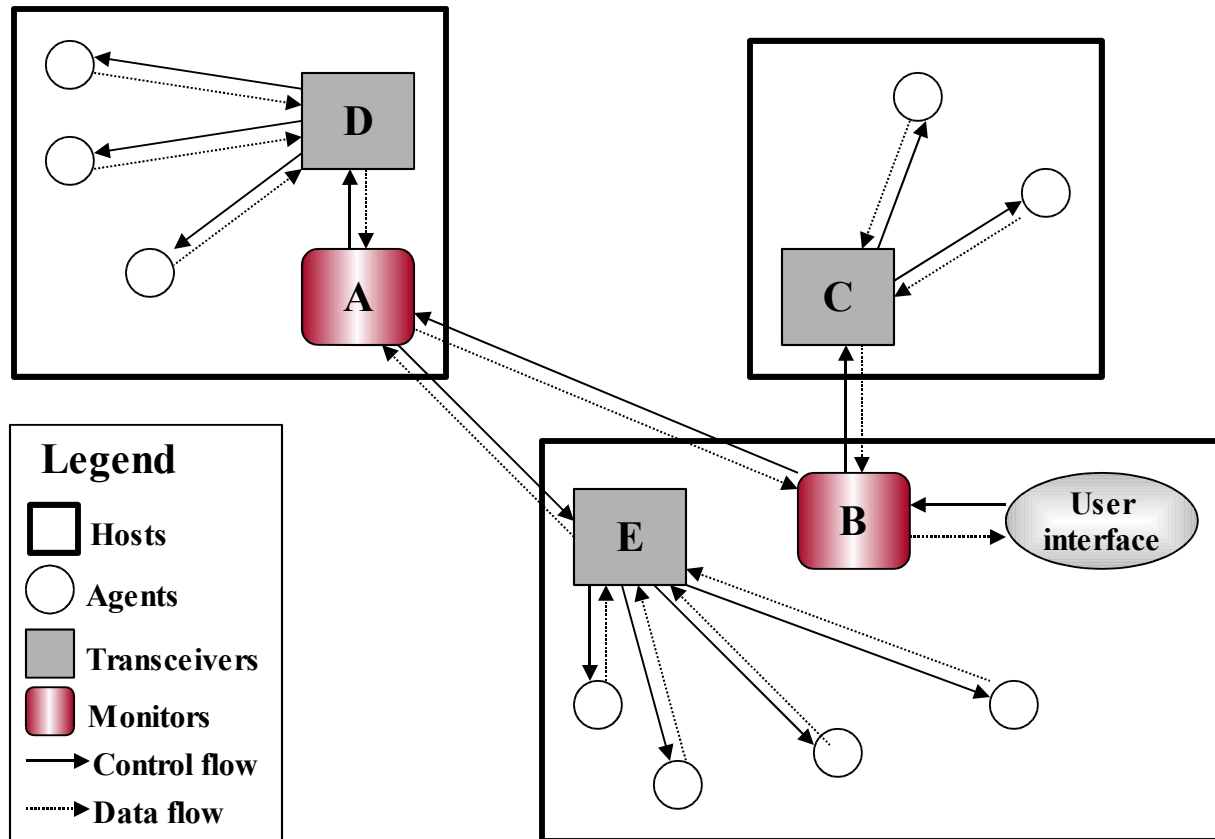 D
A
C
B
User
interface
E
Legend
Hosts
Agents
Transceivers
Monitors
Control flow
Data flow